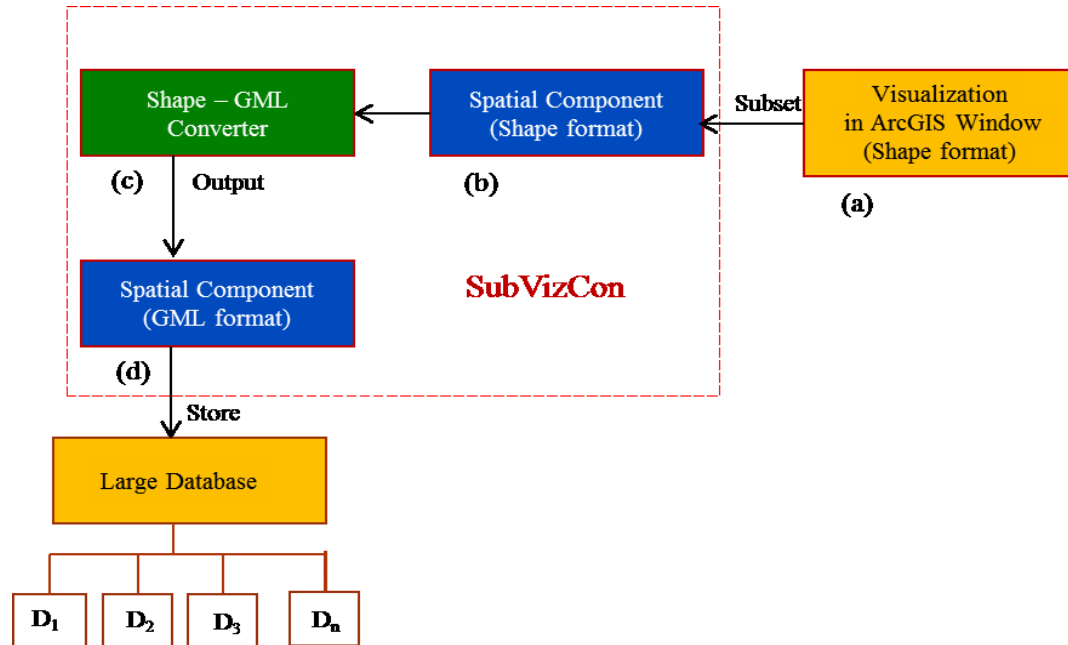 Shape – GML
Converter
Spatial Component
(Shape format)
Subset
Visualization
in ArcGIS Window
(Shape format)
(c)
Output
(b)
(a)
Spatial Component
(GML format)
SubVizCon
(d)
Store
Large Database
D1
D2
D3
Dn